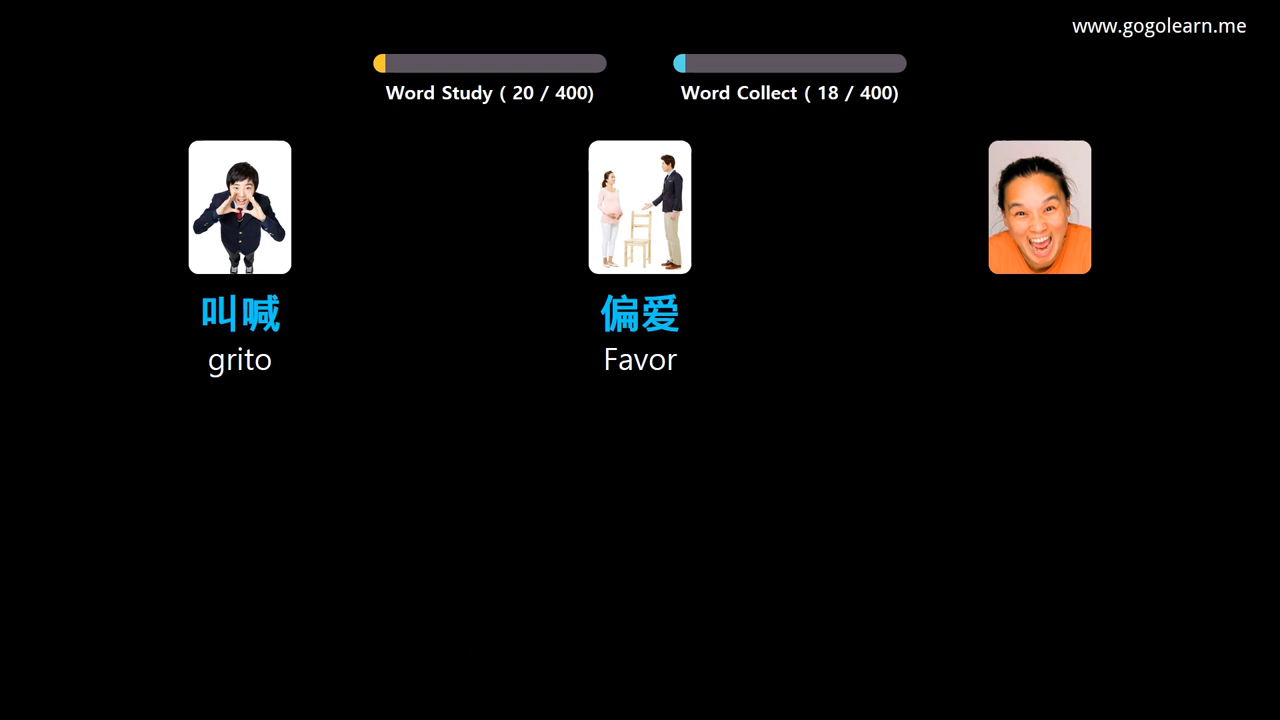 www.gogolearn.me
Word Study ( 20 / 400)
Word Collect ( 18 / 400)
叫喊
grito
偏爱
Favor